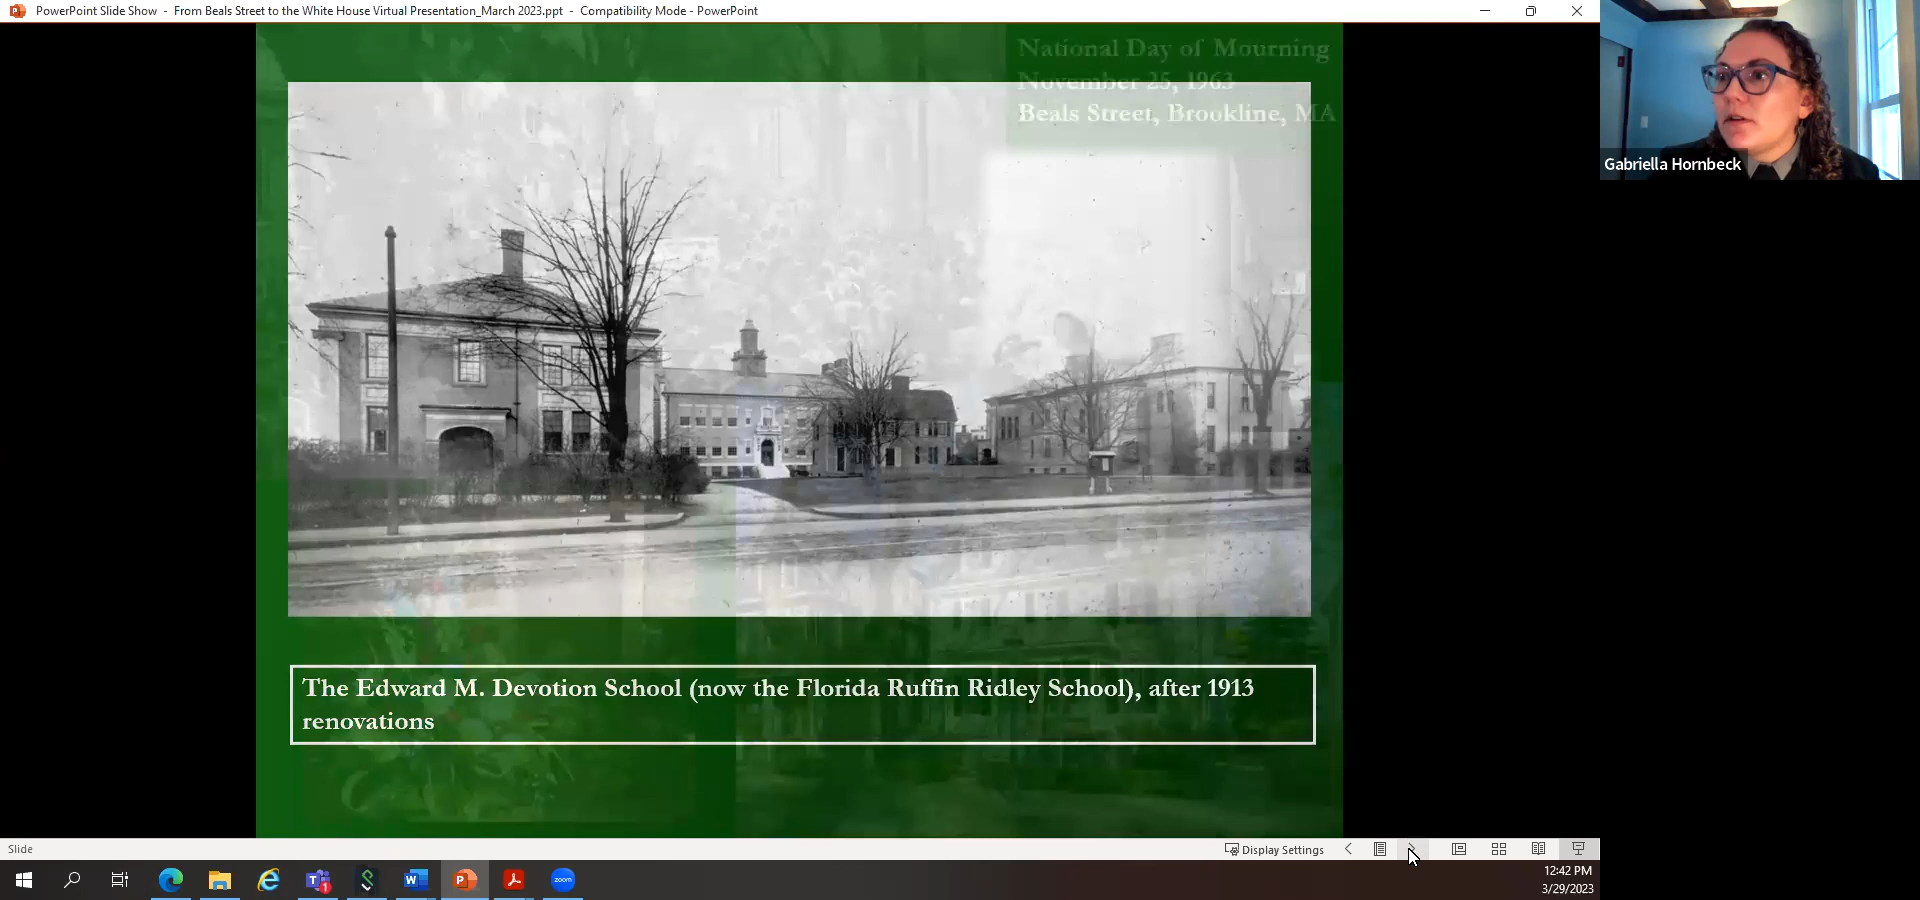 PowerPoint Slide Show - From Beals Street to the White House Virtual Presentation_March 2023.ppt - Compatibility Mode - PowerPoint
National Day of Mourning
November 25, 1963
Beals Street, Brookline, MA
Gabriella Hornbeck
The Edward M. Devotion School (now the Florida Ruffin Ridley School), after 1913
renovations
Slide
Display Settings
1
zoom
12:42 PM
3/29/2023